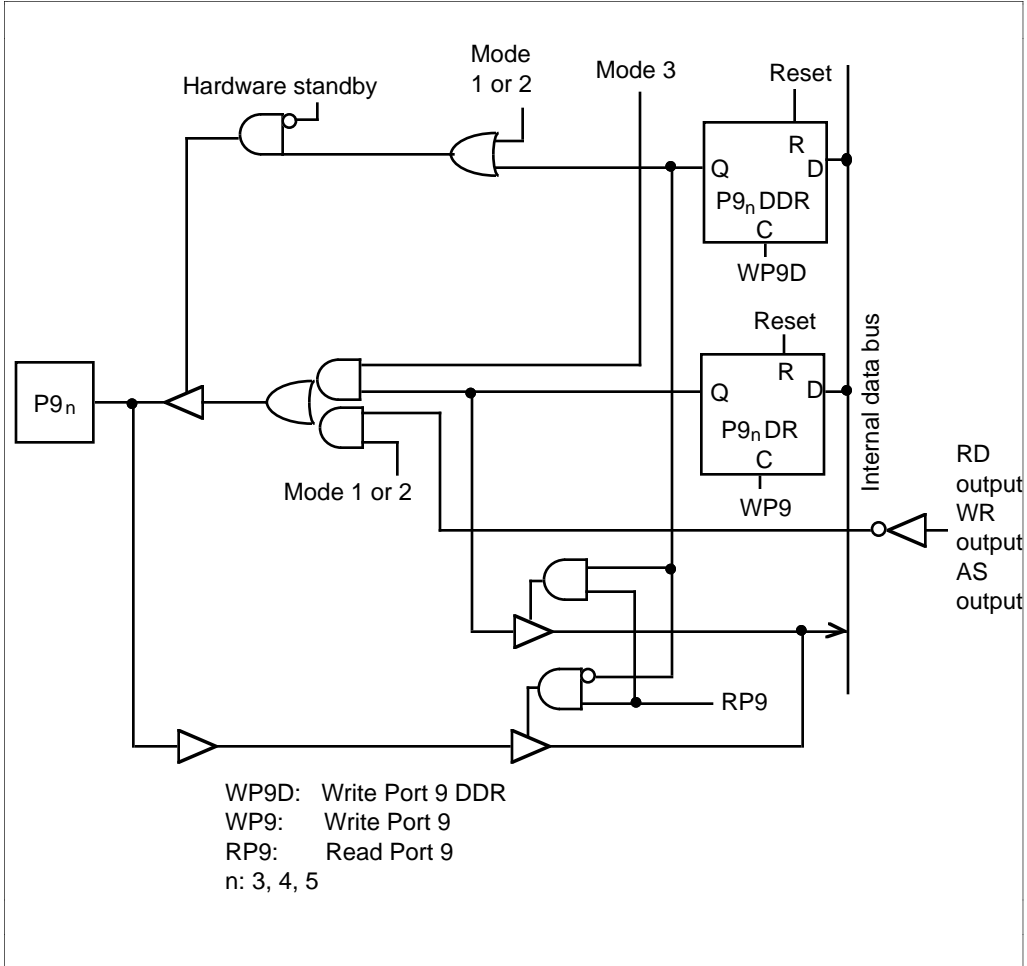 Mode
1 or 2
Mode 3
Hardware standby
Reset
R
Q
D
P9n DDR
C
WP9D
Reset
R
Q
D
P9n DR
C
WP9
Internal data bus
P9n
Mode 1 or 2
RD
output
WR
output
AS
output
RP9
WP9D: Write Port 9 DDR
WP9: Write Port 9
RP9: Read Port 9
n: 3, 4, 5